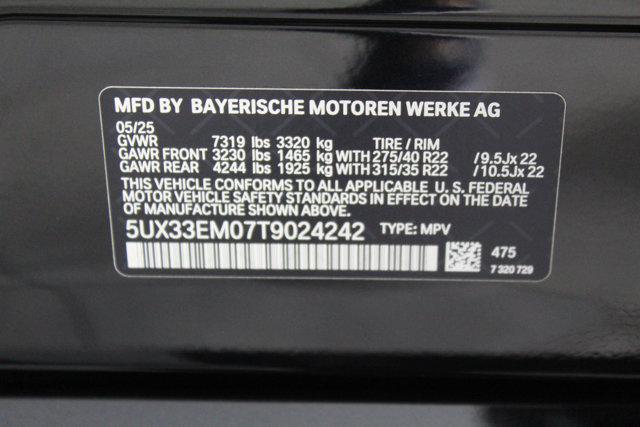 MFD BY BAYERISCHE MOTOREN WERKE AG
05/25
GVWR 7319 lbs 3320 kg TIRE / RIM
GAWR FRONT 3230 lbs 1465 kg WITH 275/40 R22 /9.5Jx 22
GAWR REAR 4244 lbs 1925 kg WITH 315/35 R22 /10.5Jx 22
THIS VEHICLE CONFORMS TO ALL APPLICABLE U. S. FEDERAL
MOTOR VEHICLE SAFETY STANDARDS IN EFFECT
ON THE DATE OF MANUFACTURE SHOWN ABOVE.
5UX33EM07T9024242 TYPE: MPV
475
7 320 729